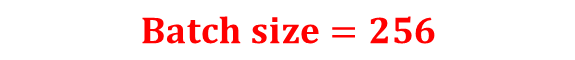 Batch size = 256